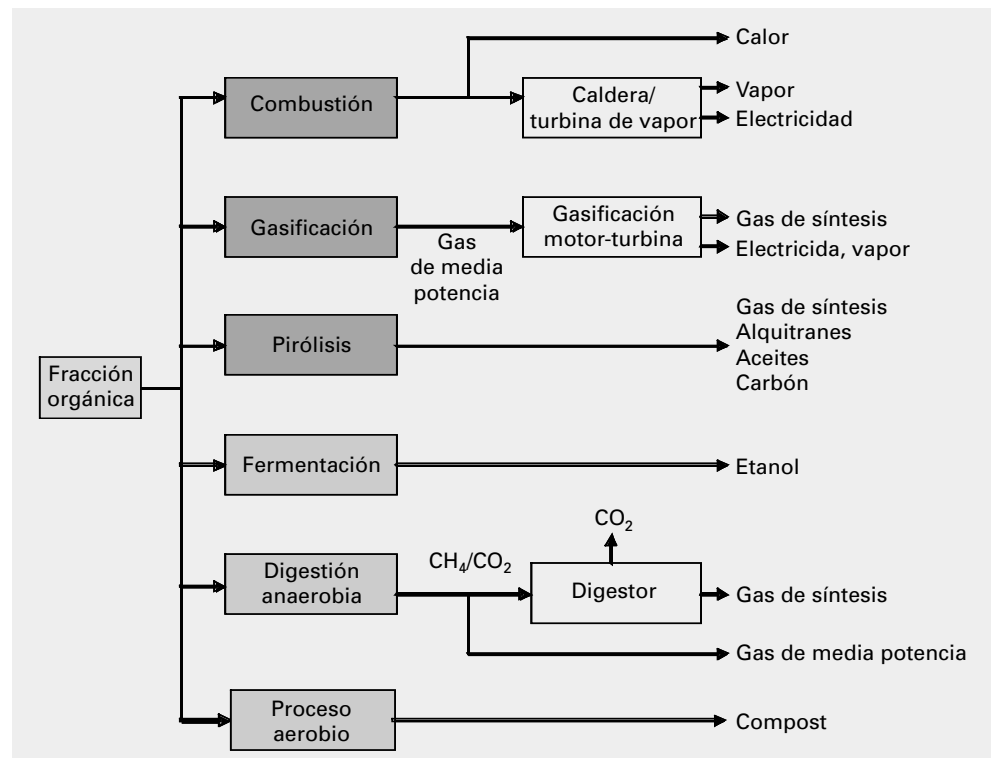 Calor
Combustión
Caldera/
turbina de vapor
Vapor
Electricidad
Gasificación
Gas
de media
potencia
Gasificación
motor-turbina
Gas de síntesis
Electricida, vapor
Pirólisis
Gas de síntesis
Alquitranes
Aceites
Carbón
Fracción
orgánica
Fermentación
Etanol
Digestión
anaerobia
CH₄/CO₂
CO₂
Digestor
Gas de síntesis
Gas de media potencia
Proceso
aerobio
Compost